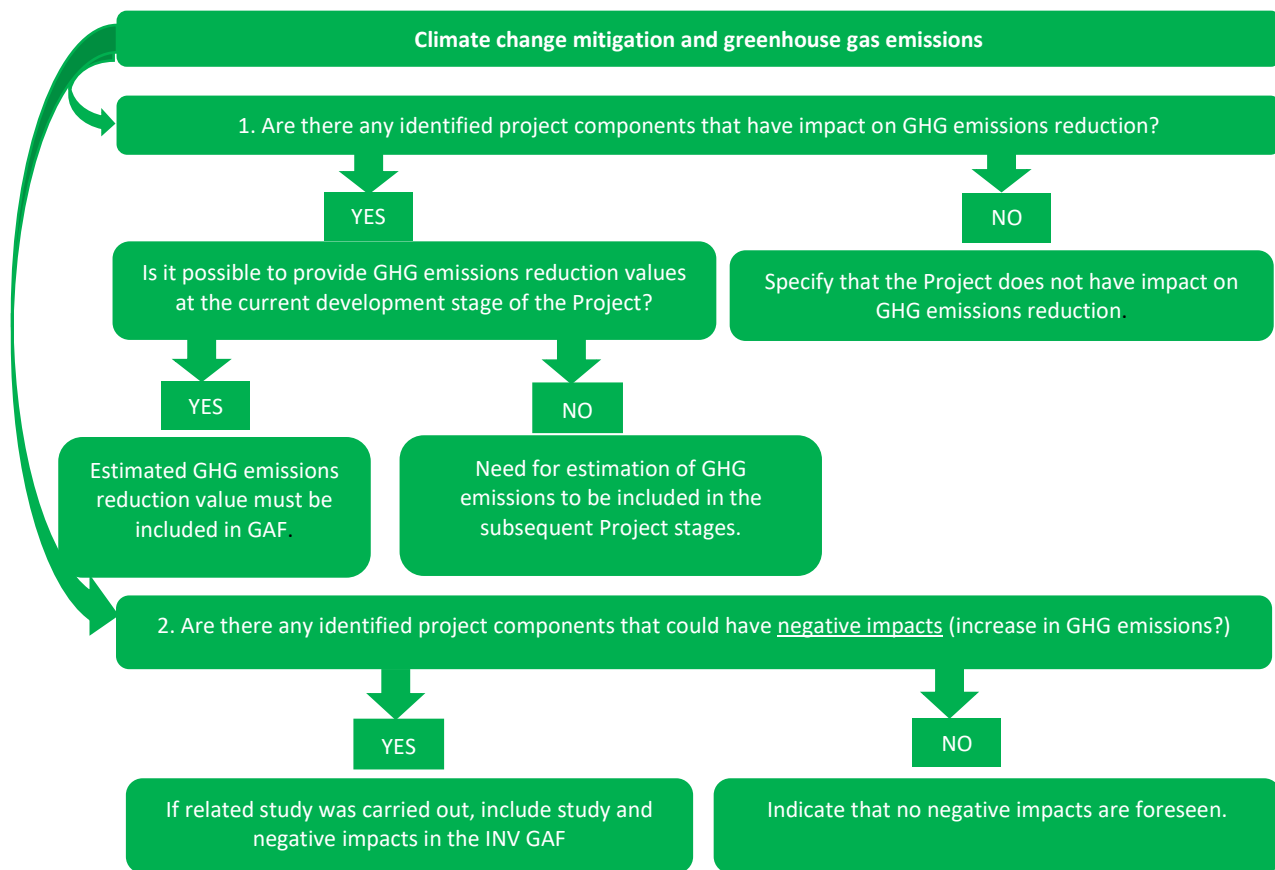 Climate change mitigation and greenhouse gas emissions
1. Are there any identified project components that have impact on GHG emissions reduction?
YES
NO
Is it possible to provide GHG emissions reduction values
at the current development stage of the Project?
Specify that the Project does not have impact on
GHG emissions reduction.
YES
NO
Estimated GHG emissions
reduction value must be
included in GAF.
Need for estimation of GHG
emissions to be included in the
subsequent Project stages.
2. Are there any identified project components that could have negative impacts (increase in GHG emissions?)
YES
NO
If related study was carried out, include study and
negative impacts in the INV GAF
Indicate that no negative impacts are foreseen.